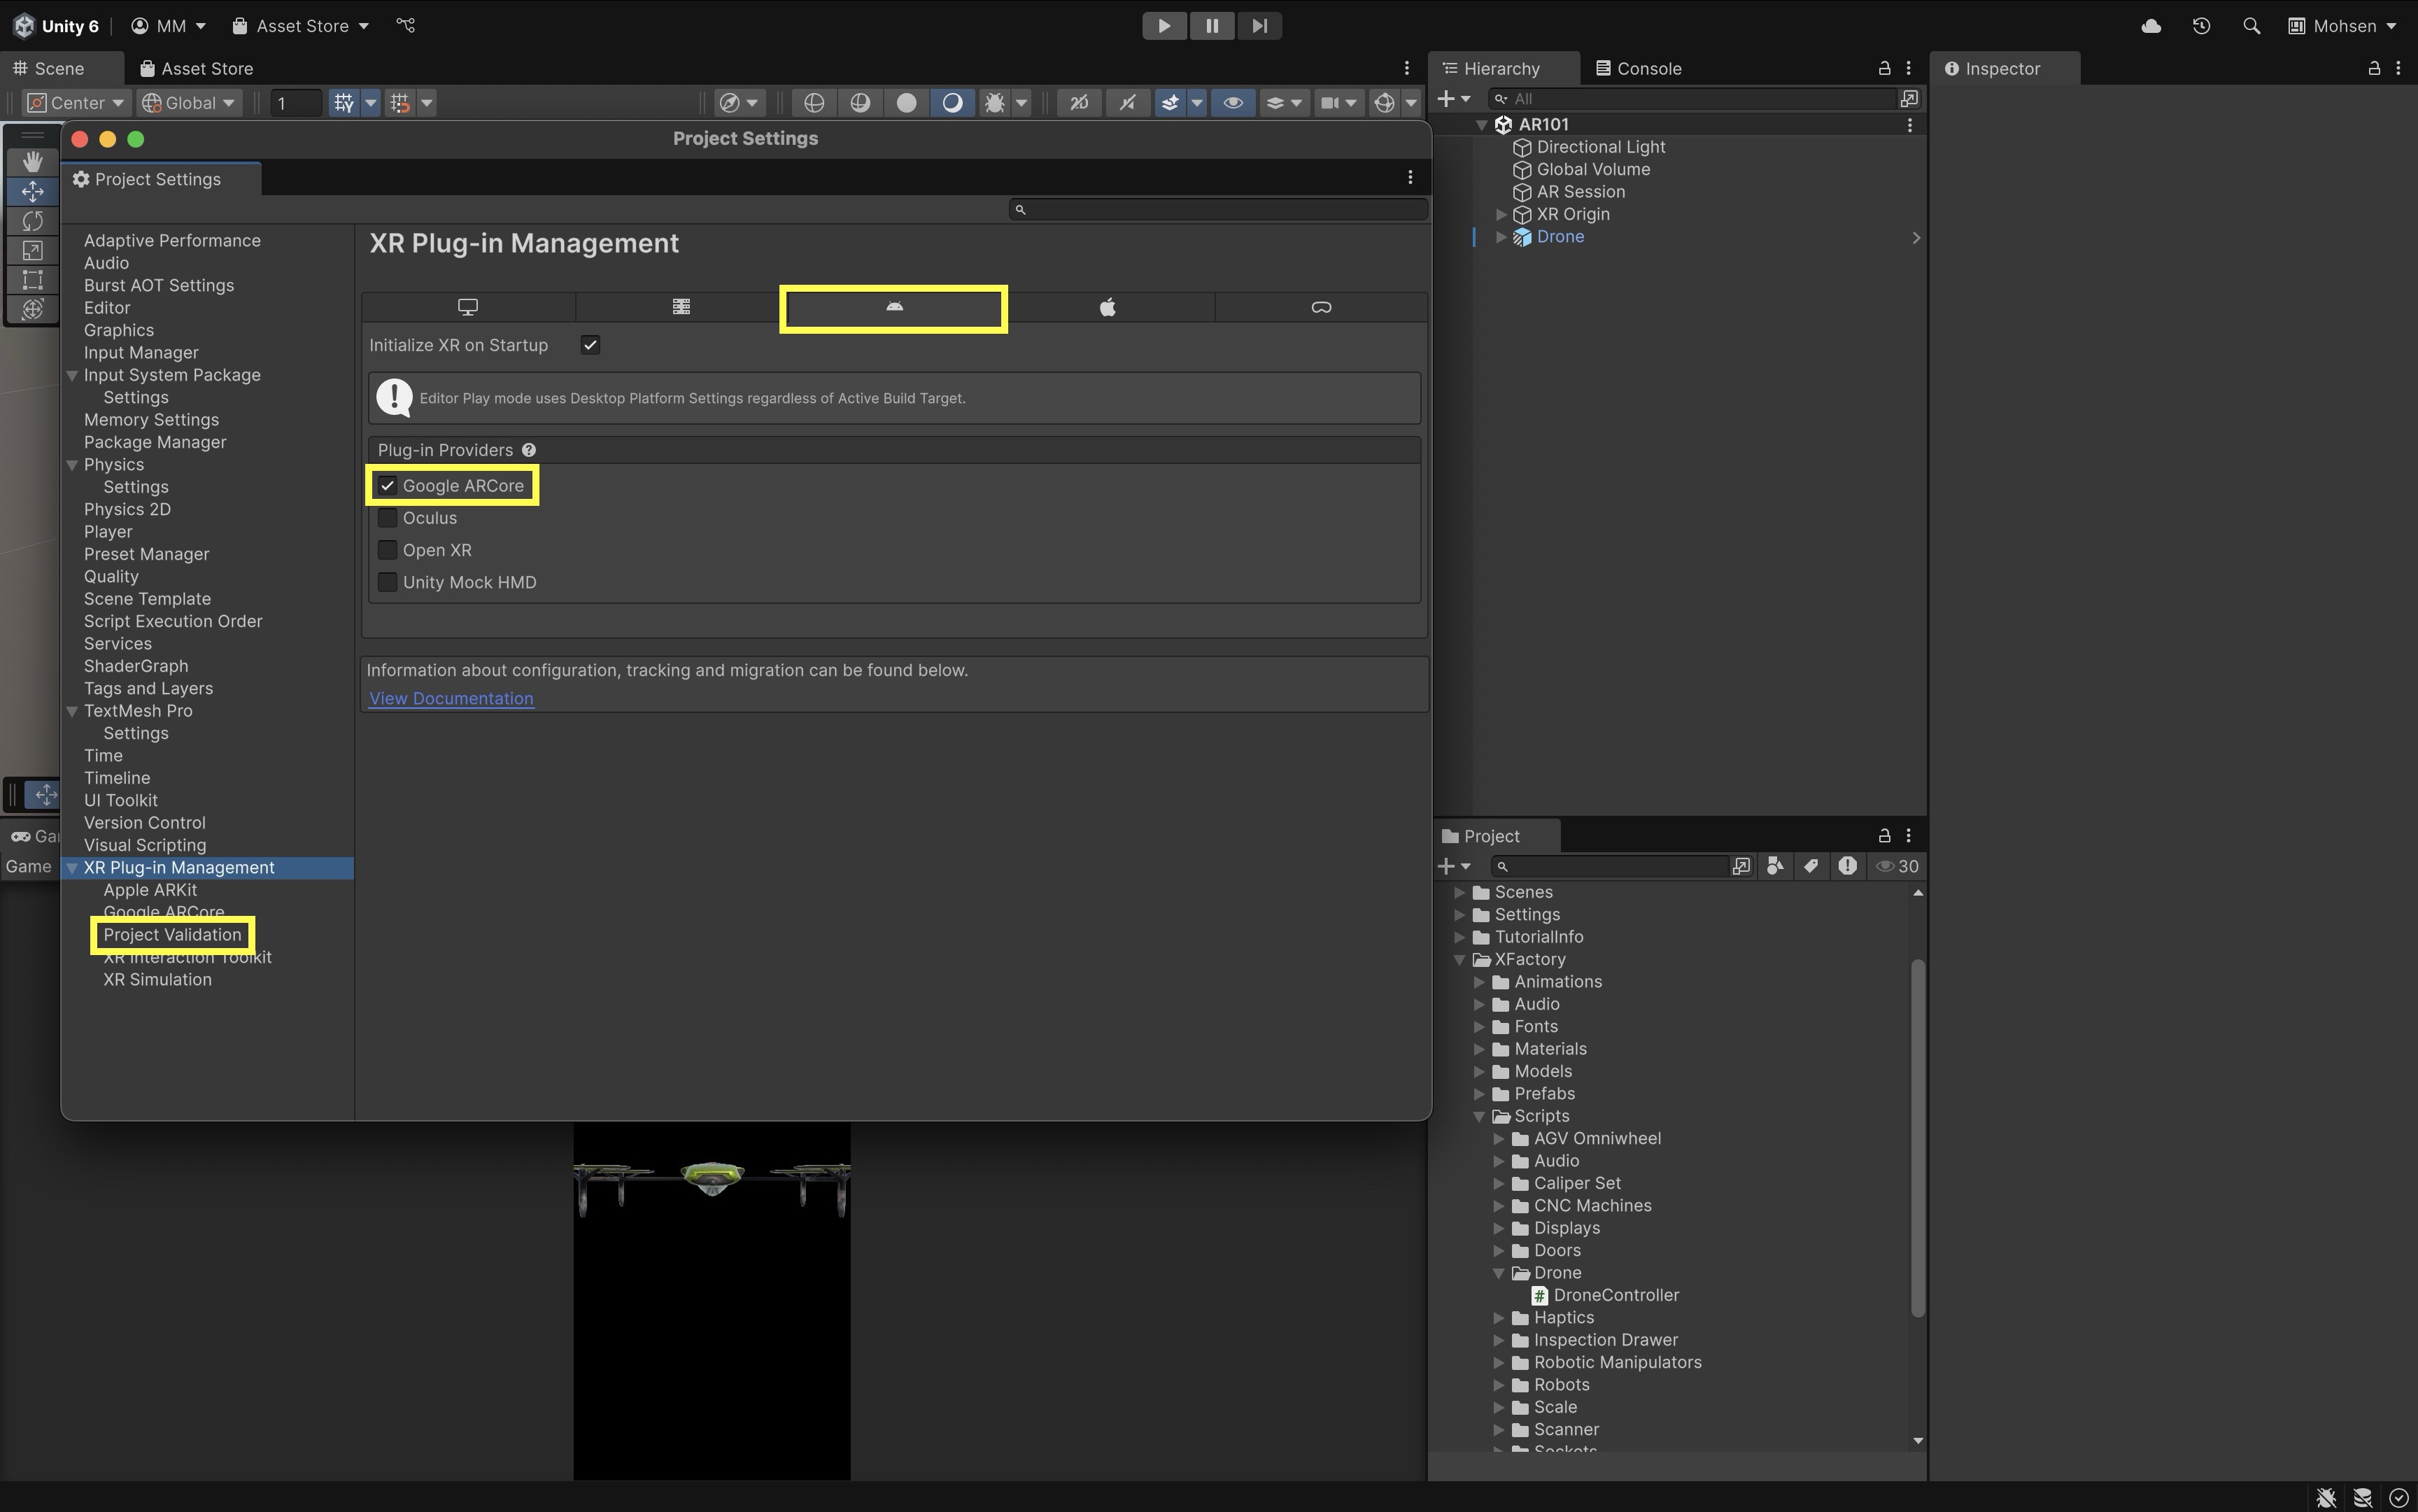 Unity 6
MM
Asset Store
Mohsen
Scene
Asset Store
Hierarchy
Console
Inspector
Center
Global
1
2D
All
Project Settings
Project Settings
AR101
Directional Light
Global Volume
AR Session
XR Origin
Drone
Adaptive Performance
Audio
Burst AOT Settings
Editor
Graphics
Input Manager
Input System Package
Settings
Memory Settings
Package Manager
Physics
Settings
Physics 2D
Player
Preset Manager
Quality
Scene Template
Script Execution Order
Services
ShaderGraph
Tags and Layers
TextMesh Pro
Settings
Time
Timeline
UI Toolkit
Version Control
Visual Scripting
XR Plug-in Management
Apple ARKit
Google ARCore
Project Validation
XR Interaction Toolkit
XR Simulation
XR Plug-in Management
Initialize XR on Startup
Editor Play mode uses Desktop Platform Settings regardless of Active Build Target.
Plug-in Providers
Google ARCore
Oculus
Open XR
Unity Mock HMD
Information about configuration, tracking and migration can be found below.
View Documentation
Game
Project
30
Scenes
Settings
TutorialInfo
XFactory
Animations
Audio
Fonts
Materials
Models
Prefabs
Scripts
AGV Omniwheel
Audio
Caliper Set
CNC Machines
Displays
Doors
Drone
DroneController
Haptics
Inspection Drawer
Robotic Manipulators
Robots
Scale
Scanner
Sockets